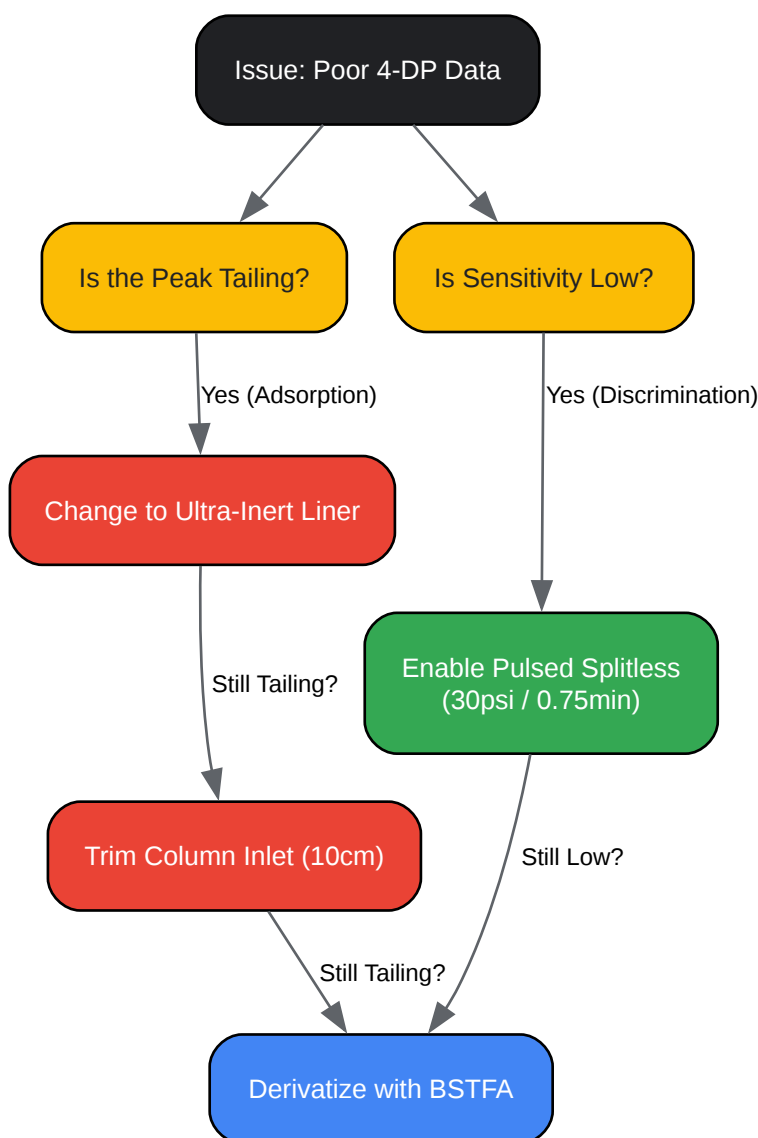 Issue: Poor 4-DP Data
Is the Peak Tailing?
Is Sensitivity Low?
Yes (Adsorption)
Yes (Discrimination)
Change to Ultra-Inert Liner
Still Tailing?
Enable Pulsed Splitless
(30psi / 0.75min)
Trim Column Inlet (10cm)
Still Low?
Still Tailing?
Derivatize with BSTFA